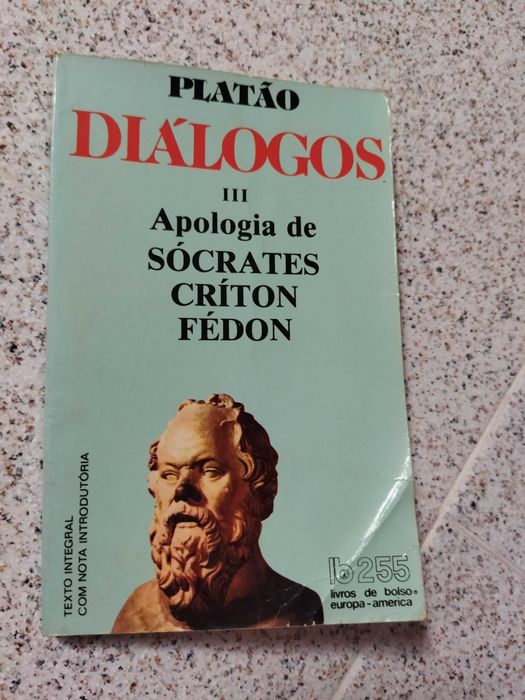 PLATÃO
DIÁLOGOS
III
Apologia de
SÓCRATES
CRÍTON
FÉDON
TEXTO INTEGRAL
COM NOTA INTRODUTÓRIA
lb 255
livros de bolso
europa-america